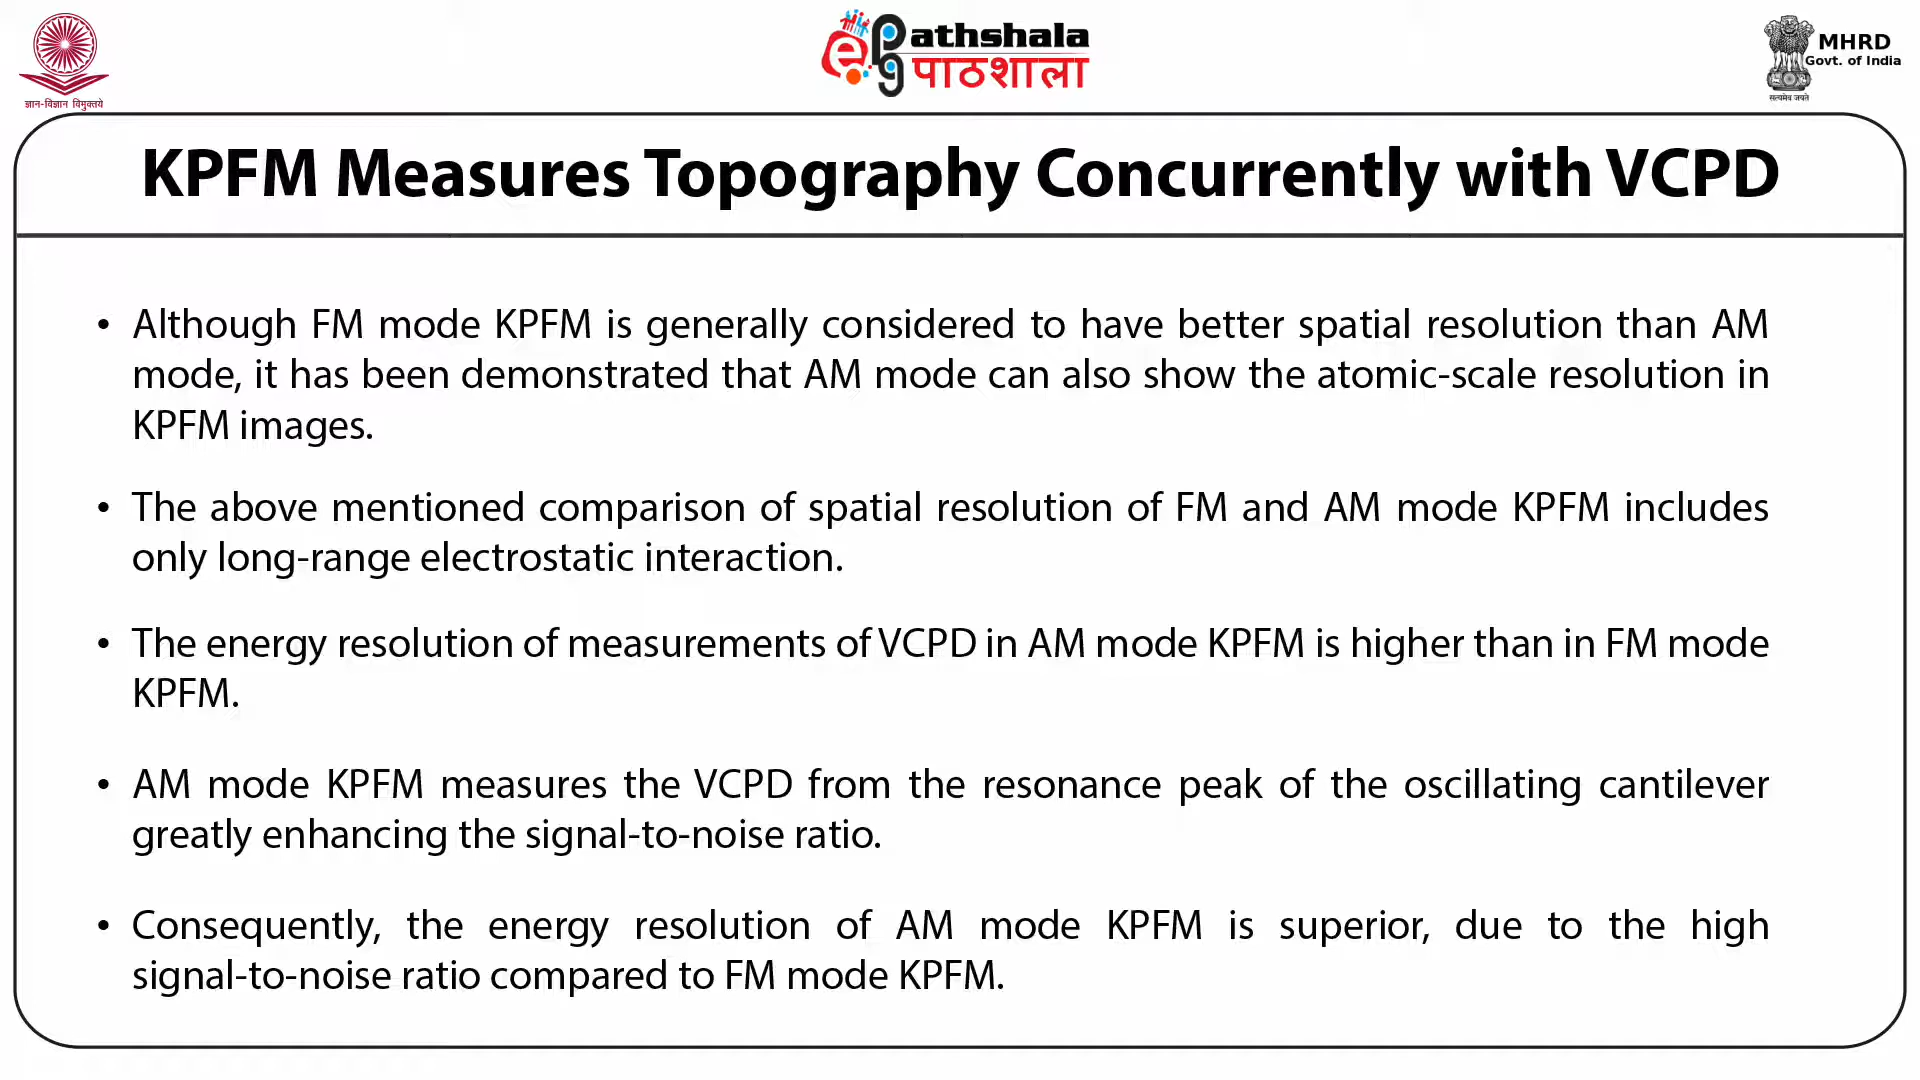 ज्ञान-विज्ञान विमुक्तये
ePathshala
पाठशाला
MHRD
Govt. of India
सत्यमेव जयते
KPFM Measures Topography Concurrently with VCPD
• Although FM mode KPFM is generally considered to have better spatial resolution than AM
mode, it has been demonstrated that AM mode can also show the atomic-scale resolution in
KPFM images.
• The above mentioned comparison of spatial resolution of FM and AM mode KPFM includes
only long-range electrostatic interaction.
• The energy resolution of measurements of VCPD in AM mode KPFM is higher than in FM mode
KPFM.
• AM mode KPFM measures the VCPD from the resonance peak of the oscillating cantilever
greatly enhancing the signal-to-noise ratio.
• Consequently, the energy resolution of AM mode KPFM is superior, due to the high
signal-to-noise ratio compared to FM mode KPFM.